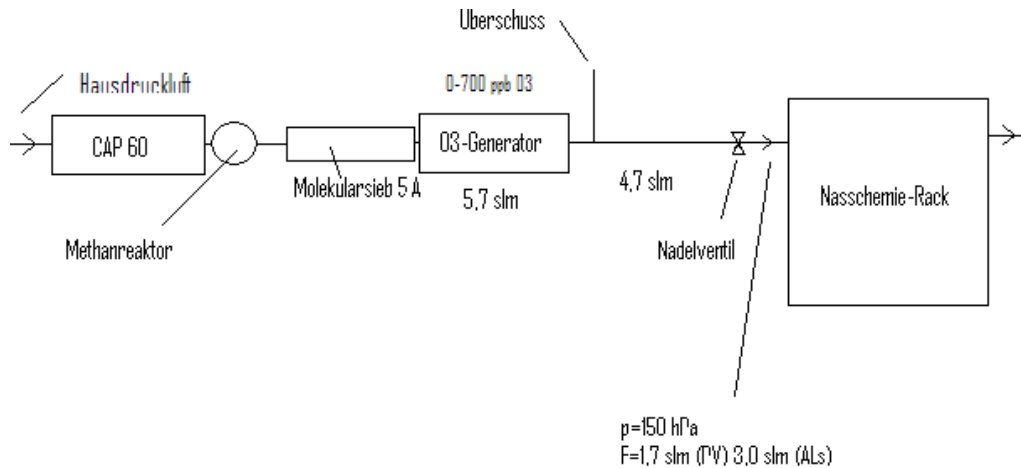 Überschuss
Hausdruckluft
0-700 ppb O3
CAP 60
O3-Generator
Molekularsieb 5 A
5,7 slm
4,7 slm
Nasschemie-Rack
Methanreaktor
Nadelventil
p=150 hPa
F=1,7 slm (PV) 3,0 slm (ALs)